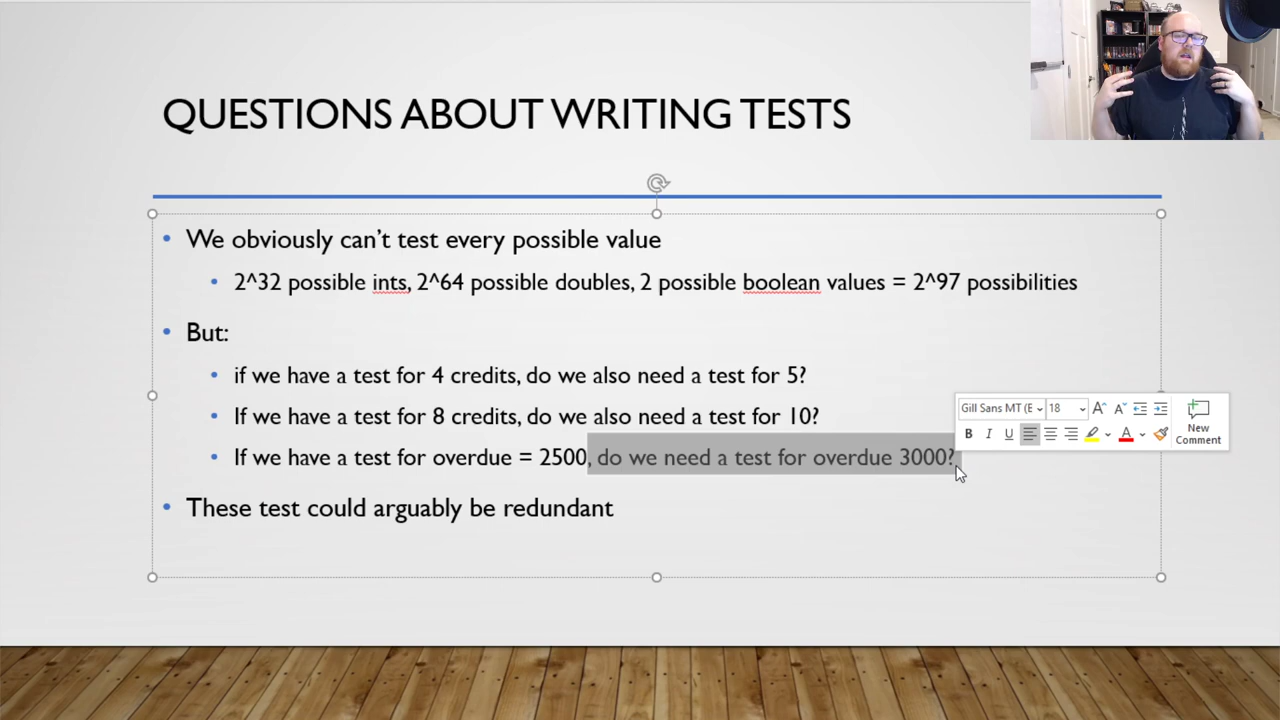 QUESTIONS ABOUT WRITING TESTS
We obviously can't test every possible value
2^32 possible ints, 2^64 possible doubles, 2 possible boolean values = 2^97 possibilities
But:
if we have a test for 4 credits, do we also need a test for 5?
If we have a test for 8 credits, do we also need a test for 10?
If we have a test for overdue = 2500, do we need a test for overdue 3000?
These test could arguably be redundant
Gill Sans MT (E
18
A A
B I U
A
New
Comment